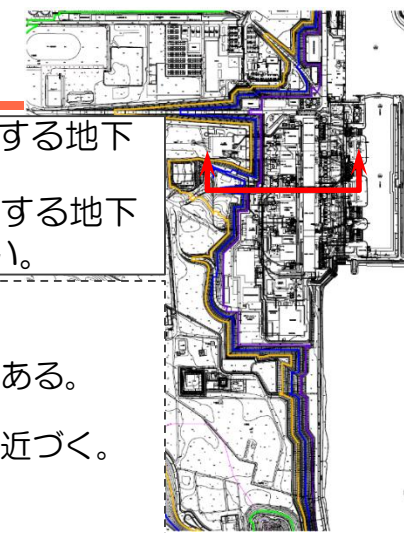 する地下
する地下
い。
ある。
近づく。